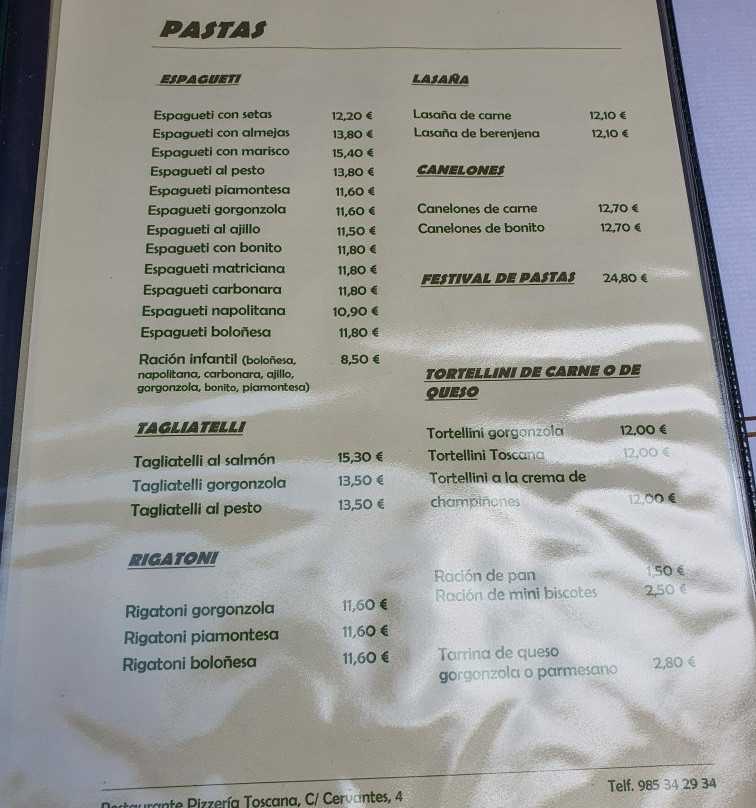 PASTAS
ESPAGUETI
Espagueti con setas 12,20 €
Espagueti con almejas 13,80 €
Espagueti con marisco 15,40 €
Espagueti al pesto 13,80 €
Espagueti piamontesa 11,60 €
Espagueti gorgonzola 11,60 €
Espagueti al ajillo 11,50 €
Espagueti con bonito 11,80 €
Espagueti matriciana 11,80 €
Espagueti carbonara 11,80 €
Espagueti napolitana 10,90 €
Espagueti boloñesa 11,80 €
Ración infantil (boloñesa, 8,50 €
napolitana, carbonara, ajillo,
gorgonzola, bonito, piamontesa)
TAGLIATELLI
Tagliatelli al salmón 15,30 €
Tagliatelli gorgonzola 13,50 €
Tagliatelli al pesto 13,50 €
RIGATONI
Rigatoni gorgonzola 11,60 €
Rigatoni piamontesa 11,60 €
Rigatoni boloñesa 11,60 €
LASAÑA
Lasaña de carne 12,10 €
Lasaña de berenjena 12,10 €
CANELONES
Canelones de carne 12,70 €
Canelones de bonito 12,70 €
FESTIVAL DE PASTAS 24,80 €
TORTELLINI DE CARNE O DE
QUESO
Tortellini gorgonzola 12,00 €
Tortellini Toscana 12,00 €
Tortellini a la crema de
champiñones 12,00 €
Ración de pan 1,50 €
Ración de mini biscotes 2,50 €
Tarrina de queso
gorgonzola o parmesano 2,80 €
Restaurante Pizzería Toscana, C/ Cervantes, 4
Telf. 985 34 29 34